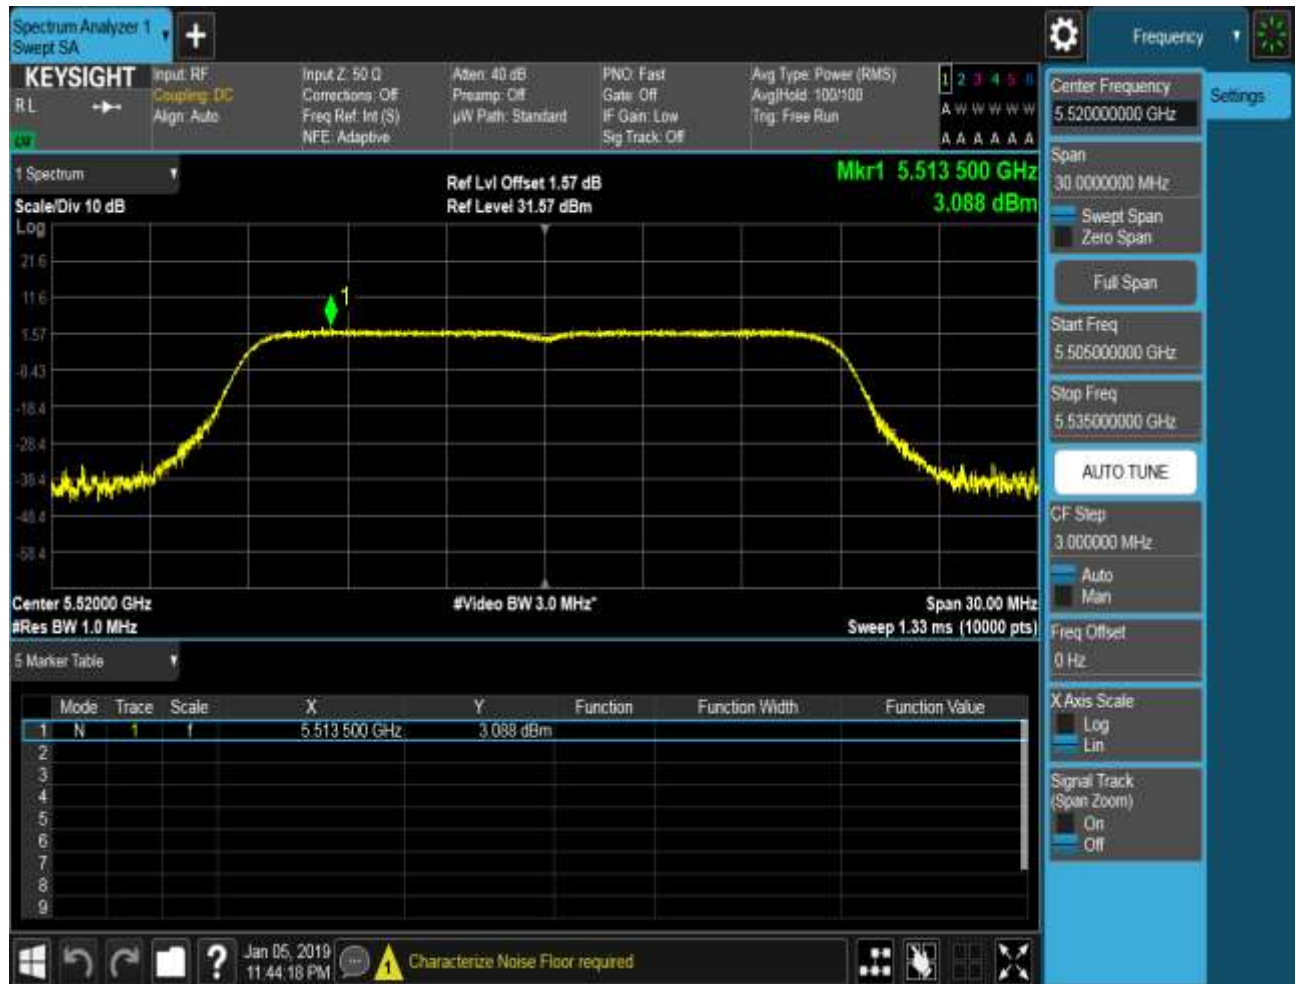 Spectrum Analyzer 1
Swept SA
+
Frequency
KEYSIGHT
RL
Input: RF
Coupling: DC
Align: Auto
Input Z: 50 Ω
Corrections: Off
Freq Ref: Int (S)
NFE: Adaptive
Atten: 40 dB
Preamp: Off
µW Path: Standard
PNO: Fast
Gate: Off
IF Gain: Low
Sig Track: Off
Avg Type: Power (RMS)
Avg|Hold: 100/100
Trig: Free Run
1 2 3 4 5 6
A W W W W W
A A A A A A
1 Spectrum
Scale/Div 10 dB
Ref Lvl Offset 1.57 dB
Ref Level 31.57 dBm
Mkr1 5.513 500 GHz
3.088 dBm
Log
21.6
11.6
1.57
-8.43
-18.4
-28.4
-38.4
-48.4
-58.4
1
Center 5.52000 GHz
#Res BW 1.0 MHz
#Video BW 3.0 MHz*
Span 30.00 MHz
Sweep 1.33 ms (10000 pts)
5 Marker Table
Mode Trace Scale X Y Function Function Width Function Value
1 N 1 f 5.513 500 GHz 3.088 dBm
2
3
4
5
6
7
8
9
Jan 05, 2019
11:44:18 PM
Characterize Noise Floor required
Settings
Center Frequency
5.520000000 GHz
Span
30.0000000 MHz
Swept Span
Zero Span
Full Span
Start Freq
5.505000000 GHz
Stop Freq
5.535000000 GHz
AUTO TUNE
CF Step
3.000000 MHz
Auto
Man
Freq Offset
0 Hz
X Axis Scale
Log
Lin
Signal Track
(Span Zoom)
On
Off